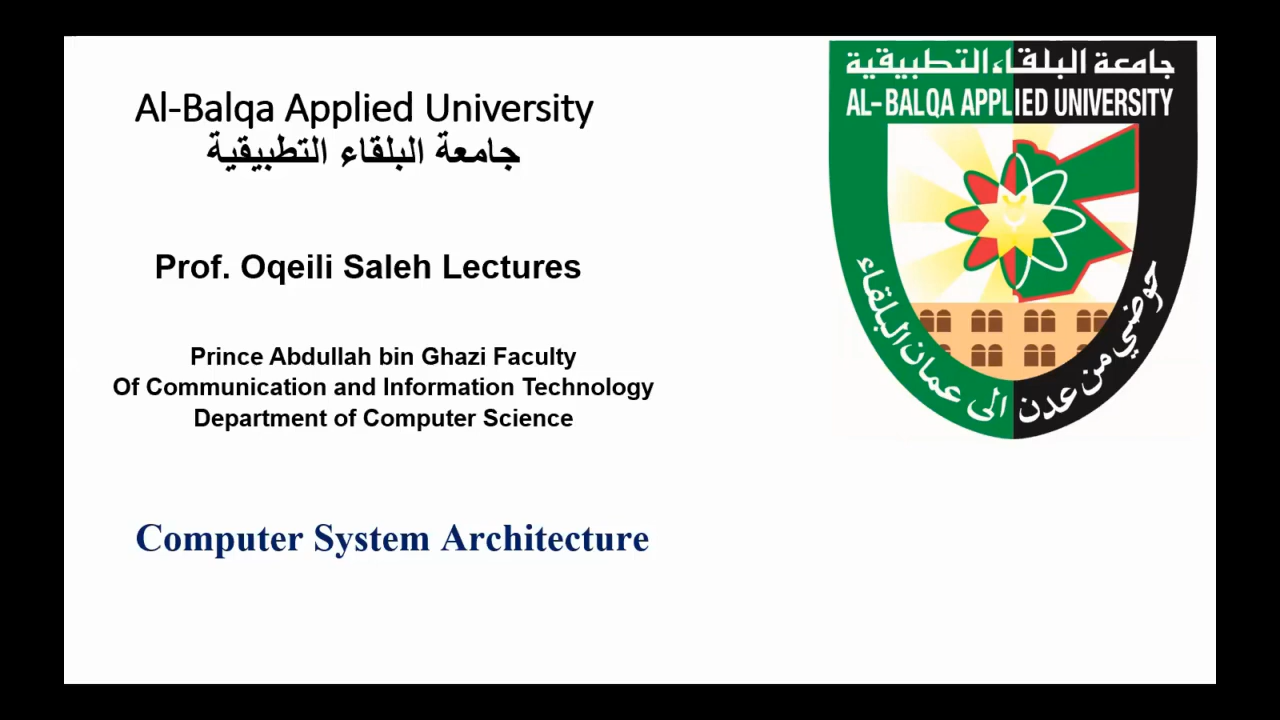 Al-Balqa Applied University
جامعة البلقاء التطبيقية
Prof. Oqeili Saleh Lectures
Prince Abdullah bin Ghazi Faculty
Of Communication and Information Technology
Department of Computer Science
Computer System Architecture
جامعة البلقاء التطبيقية
AL-BALQA APPLIED UNIVERSITY
حوضي من عدن الى عمان البلقاء